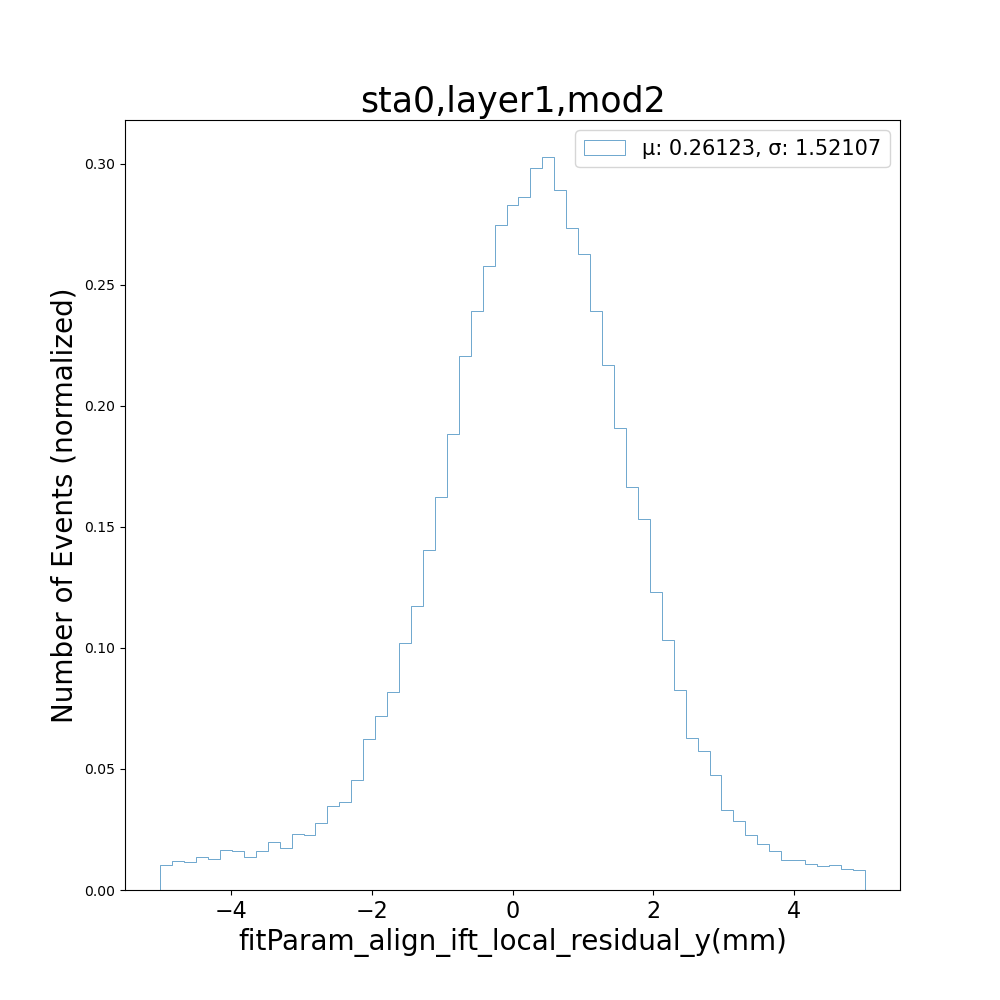 sta0,layer1,mod2
μ: 0.26123, σ: 1.52107
Number of Events (normalized)
0.30
0.25
0.20
0.15
0.10
0.05
0.00
−4 −2 0 2 4
fitParam_align_ift_local_residual_y(mm)